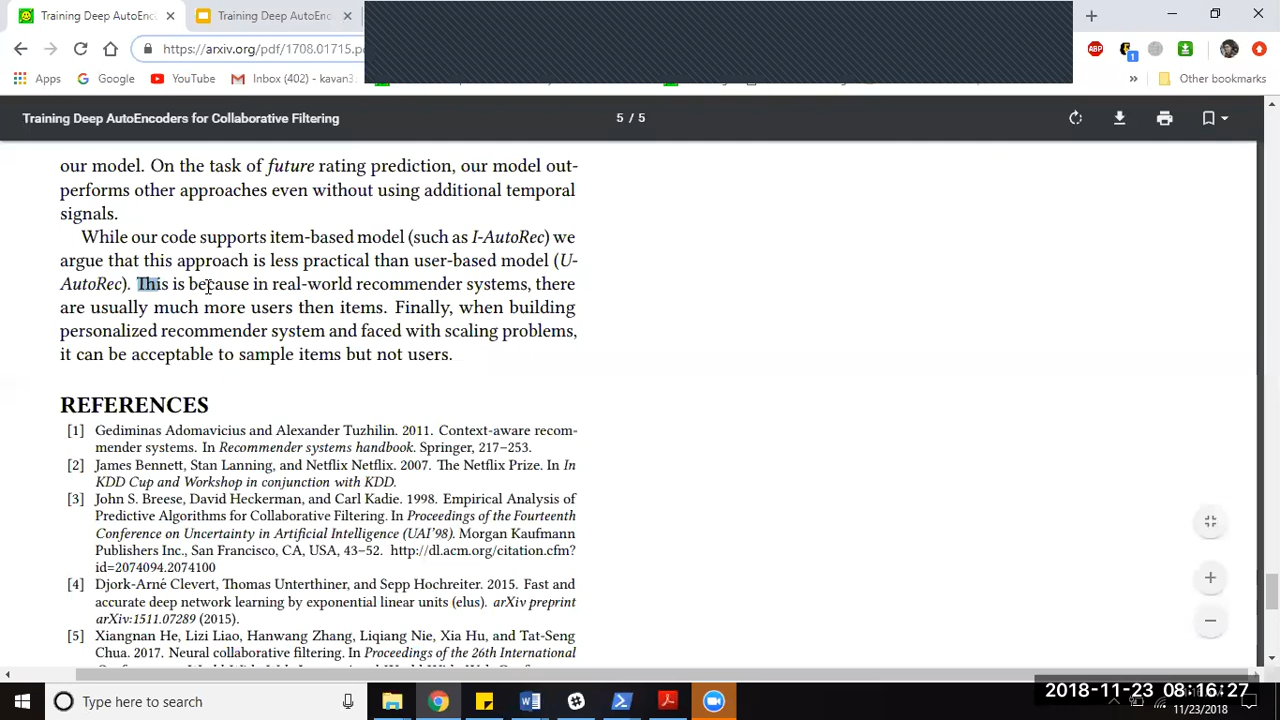 Training Deep AutoEncoders
Training Deep AutoEncoders for
https://arxiv.org/pdf/1708.01715.p
ABP
1
Apps
Google
YouTube
Inbox (402) - kavan3
»
Other bookmarks
Training Deep AutoEncoders for Collaborative Filtering
5 / 5
our model. On the task of future rating prediction, our model out-
performs other approaches even without using additional temporal
signals.
While our code supports item-based model (such as I-AutoRec) we
argue that this approach is less practical than user-based model (U-
AutoRec). This is because in real-world recommender systems, there
are usually much more users then items. Finally, when building
personalized recommender system and faced with scaling problems,
it can be acceptable to sample items but not users.
REFERENCES
[1] Gediminas Adomavicius and Alexander Tuzhilin. 2011. Context-aware recom-
mender systems. In Recommender systems handbook. Springer, 217–253.
[2] James Bennett, Stan Lanning, and Netflix Netflix. 2007. The Netflix Prize. In In
KDD Cup and Workshop in conjunction with KDD.
[3] John S. Breese, David Heckerman, and Carl Kadie. 1998. Empirical Analysis of
Predictive Algorithms for Collaborative Filtering. In Proceedings of the Fourteenth
Conference on Uncertainty in Artificial Intelligence (UAI'98). Morgan Kaufmann
Publishers Inc., San Francisco, CA, USA, 43–52. http://dl.acm.org/citation.cfm?
id=2074094.2074100
[4] Djork-Arné Clevert, Thomas Unterthiner, and Sepp Hochreiter. 2015. Fast and
accurate deep network learning by exponential linear units (elus). arXiv preprint
arXiv:1511.07289 (2015).
[5] Xiangnan He, Lizi Liao, Hanwang Zhang, Liqiang Nie, Xia Hu, and Tat-Seng
Chua. 2017. Neural collaborative filtering. In Proceedings of the 26th International
Type here to search
2018-11-23 08:16:27
11/23/2018